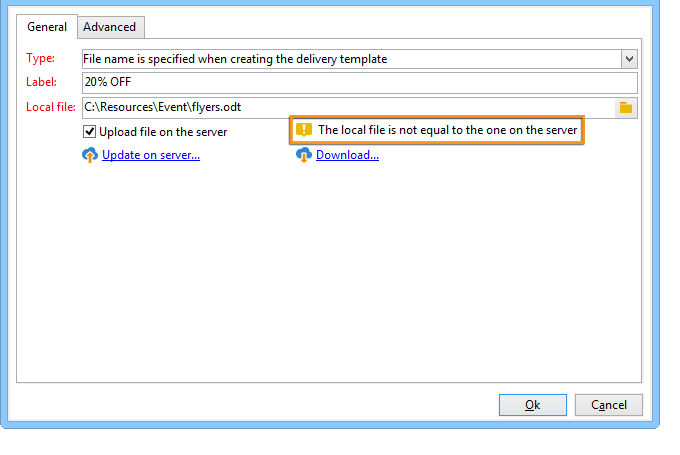 General Advanced
Type: File name is specified when creating the delivery template
Label: 20% OFF
Local file: C:\Resources\Event\flyers.odt
Upload file on the server The local file is not equal to the one on the server
Update on server... Download...
Ok Cancel